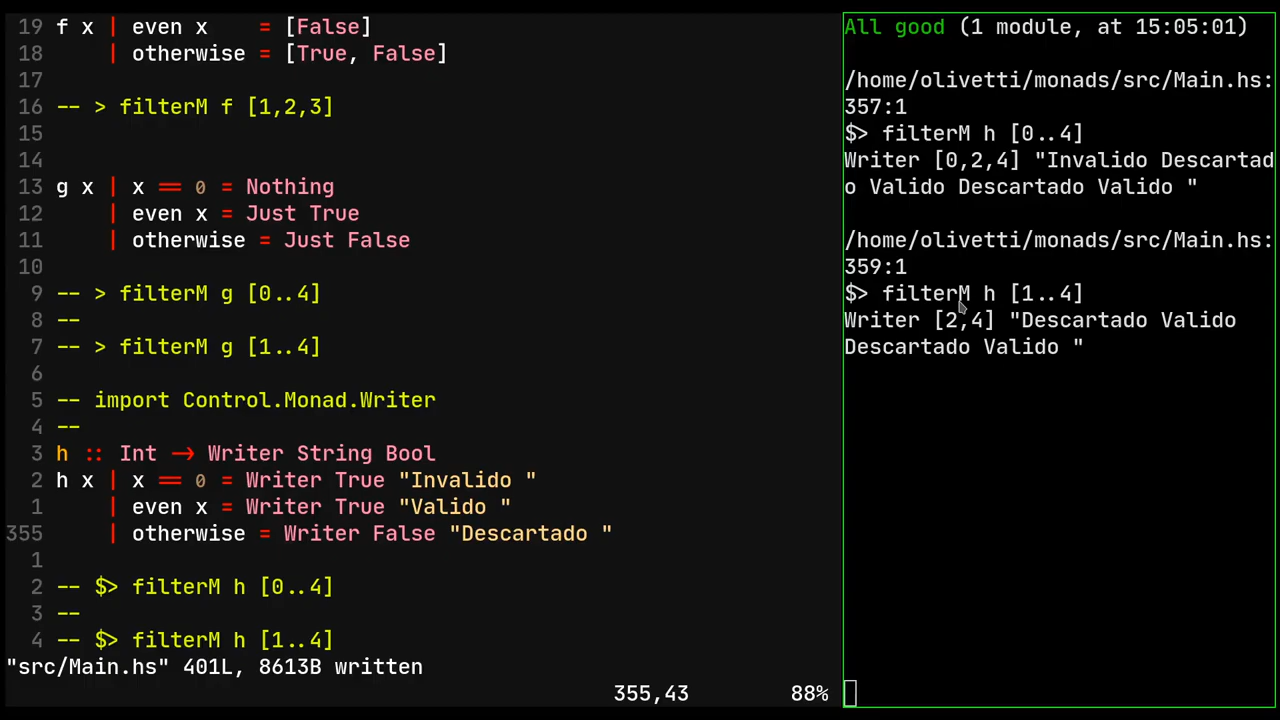 19 f x | even x    = [False]
18     | otherwise = [True, False]
17
16 -- > filterM f [1,2,3]
15
14
13 g x | x == 0 = Nothing
12     | even x = Just True
11     | otherwise = Just False
10
9 -- > filterM g [0..4]
8 --
7 -- > filterM g [1..4]
6
5 -- import Control.Monad.Writer
4 --
3 h :: Int -> Writer String Bool
2 h x | x == 0 = Writer True "Invalido "
1     | even x = Writer True "Valido "
355     | otherwise = Writer False "Descartado "
1
2 -- $> filterM h [0..4]
3 --
4 -- $> filterM h [1..4]
"src/Main.hs" 401L, 8613B written
355,43 88%
All good (1 module, at 15:05:01)
/home/olivetti/monads/src/Main.hs:
357:1
$> filterM h [0..4]
Writer [0,2,4] "Invalido Descartad
o Valido Descartado Valido "
/home/olivetti/monads/src/Main.hs:
359:1
$> filterM h [1..4]
Writer [2,4] "Descartado Valido
Descartado Valido "